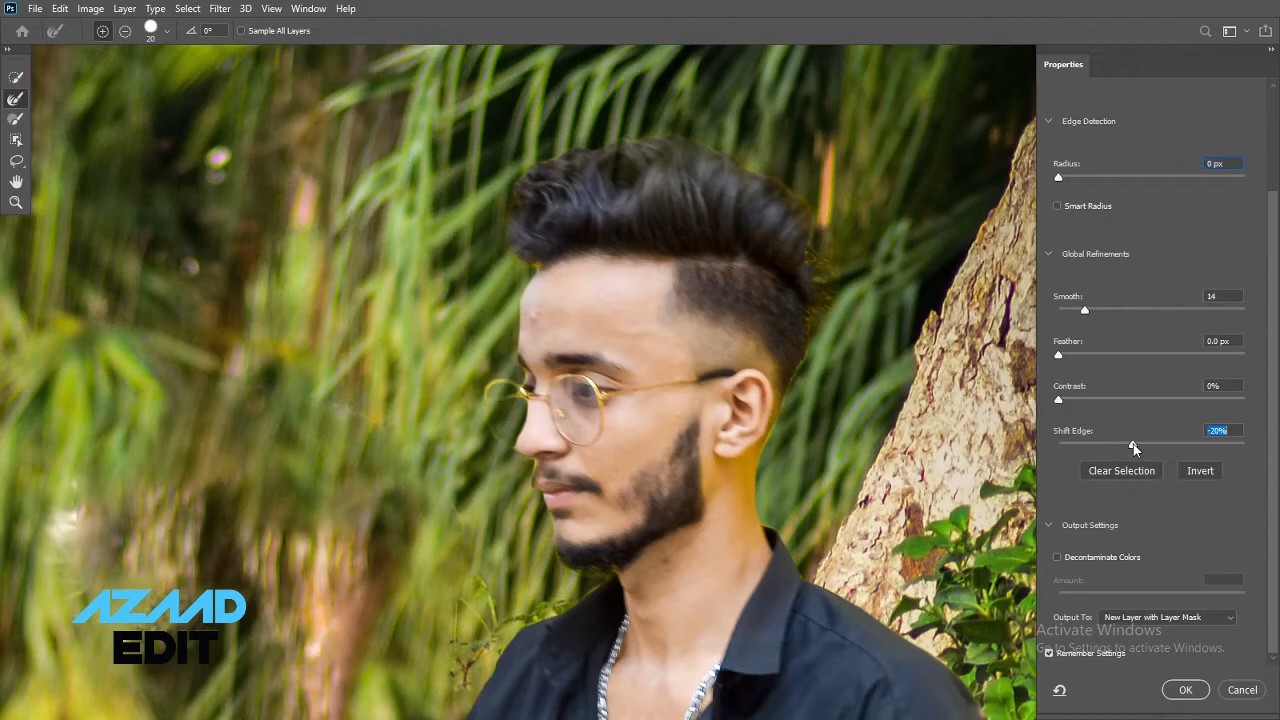 Ps File Edit Image Layer Type Select Filter 3D View Window Help
20 0° Sample All Layers
Properties
Edge Detection
Radius: 0 px
Smart Radius
Global Refinements
Smooth: 14
Feather: 0.0 px
Contrast: 0%
Shift Edge: -20%
Clear Selection Invert
Output Settings
Decontaminate Colors
Amount:
Output To: New Layer with Layer Mask
Activate Windows
Go to Settings to activate Windows.
Remember Settings
OK Cancel
AZAAD
EDIT